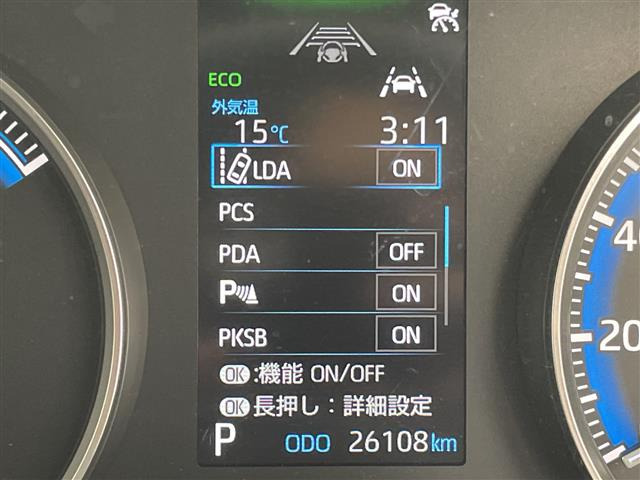 ECO
外気温
15℃ 3:11
LDA ON
PCS
PDA OFF
P ON
PKSB ON
OK:機能 ON/OFF
OK長押し:詳細設定
P ODO 26108km
20